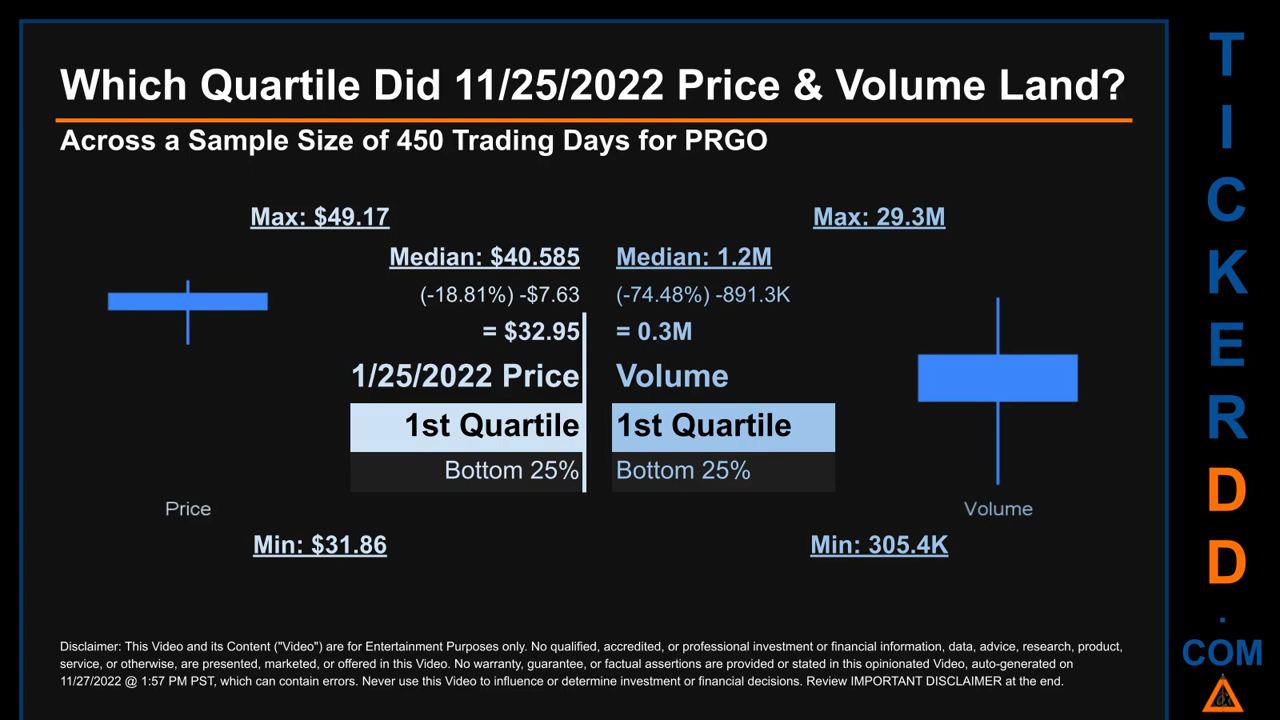 Which Quartile Did 11/25/2022 Price & Volume Land?
Across a Sample Size of 450 Trading Days for PRGO
Max: $49.17
Max: 29.3M
Median: $40.585
Median: 1.2M
(-18.81%) -$7.63
(-74.48%) -891.3K
= $32.95
= 0.3M
1/25/2022 Price
Volume
1st Quartile
1st Quartile
Bottom 25%
Bottom 25%
Price
Volume
Min: $31.86
Min: 305.4K
Disclaimer: This Video and its Content ("Video") are for Entertainment Purposes only. No qualified, accredited, or professional investment or financial information, data, advice, research, product,
service, or otherwise, are presented, marketed, or offered in this Video. No warranty, guarantee, or factual assertions are provided or stated in this opinionated Video, auto-generated on
11/27/2022 @ 1:57 PM PST, which can contain errors. Never use this Video to influence or determine investment or financial decisions. Review IMPORTANT DISCLAIMER at the end.
T
I
C
K
E
R
D
D
.
COM